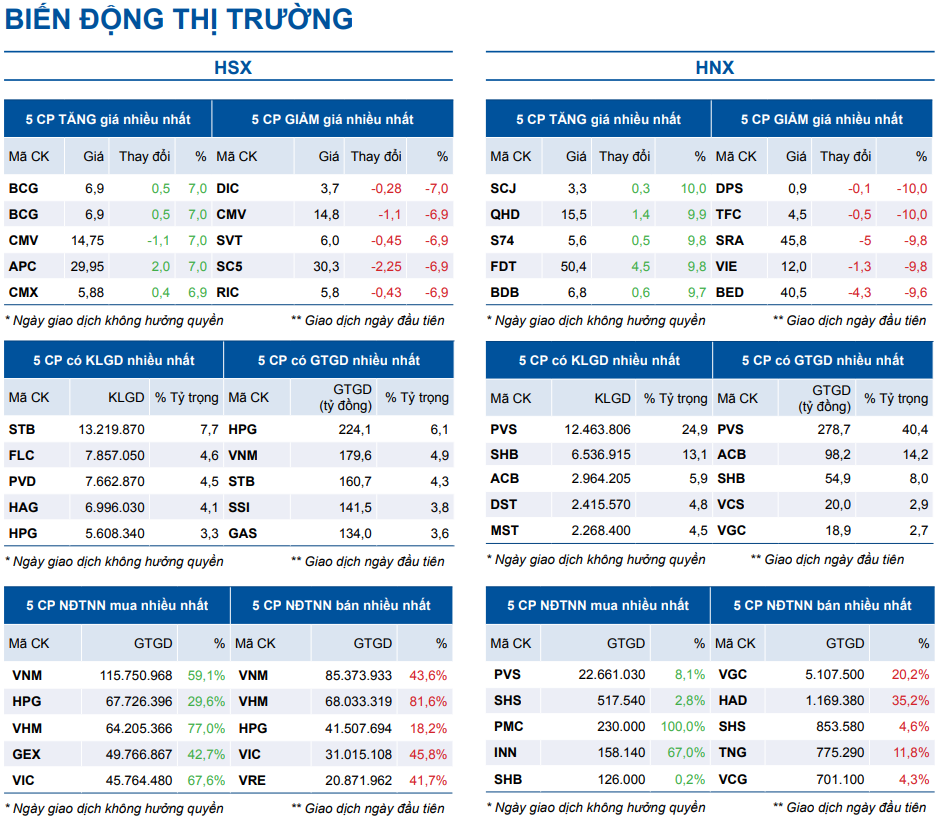 BIẾN ĐỘNG THỊ TRƯỜNG
HSX
5 CP TĂNG giá nhiều nhất 5 CP GIẢM giá nhiều nhất
Mã CK Giá Thay đổi % Mã CK Giá Thay đổi %
BCG 6,9 0,5 7,0 DIC 3,7 -0,28 -7,0
BCG 6,9 0,5 7,0 CMV 14,8 -1,1 -6,9
CMV 14,75 -1,1 7,0 SVT 6,0 -0,45 -6,9
APC 29,95 2,0 7,0 SC5 30,3 -2,25 -6,9
CMX 5,88 0,4 6,9 RIC 5,8 -0,43 -6,9
* Ngày giao dịch không hưởng quyền ** Giao dịch ngày đầu tiên
5 CP có KLGD nhiều nhất 5 CP có GTGD nhiều nhất
Mã CK KLGD % Tỷ trọng Mã CK GTGD (tỷ đồng) % Tỷ trọng
STB 13.219.870 7,7 HPG 224,1 6,1
FLC 7.857.050 4,6 VNM 179,6 4,9
PVD 7.662.870 4,5 STB 160,7 4,3
HAG 6.996.030 4,1 SSI 141,5 3,8
HPG 5.608.340 3,3 GAS 134,0 3,6
* Ngày giao dịch không hưởng quyền ** Giao dịch ngày đầu tiên
5 CP NĐTNN mua nhiều nhất 5 CP NĐTNN bán nhiều nhất
Mã CK GTGD % Mã CK GTGD %
VNM 115.750.968 59,1% VNM 85.373.933 43,6%
HPG 67.726.396 29,6% VHM 68.033.319 81,6%
VHM 64.205.366 77,0% HPG 41.507.694 18,2%
GEX 49.766.867 42,7% VIC 31.015.108 45,8%
VIC 45.764.480 67,6% VRE 20.871.962 41,7%
* Ngày giao dịch không hưởng quyền ** Giao dịch ngày đầu tiên
HNX
5 CP TĂNG giá nhiều nhất 5 CP GIẢM giá nhiều nhất
Mã CK Giá Thay đổi % Mã CK Giá Thay đổi %
SCJ 3,3 0,3 10,0 DPS 0,9 -0,1 -10,0
QHD 15,5 1,4 9,9 TFC 4,5 -0,5 -10,0
S74 5,6 0,5 9,8 SRA 45,8 -5 -9,8
FDT 50,4 4,5 9,8 VIE 12,0 -1,3 -9,8
BDB 6,8 0,6 9,7 BED 40,5 -4,3 -9,6
* Ngày giao dịch không hưởng quyền ** Giao dịch ngày đầu tiên
5 CP có KLGD nhiều nhất 5 CP có GTGD nhiều nhất
Mã CK KLGD % Tỷ trọng Mã CK GTGD (tỷ đồng) % Tỷ trọng
PVS 12.463.806 24,9 PVS 278,7 40,4
SHB 6.536.915 13,1 ACB 98,2 14,2
ACB 2.964.205 5,9 SHB 54,9 8,0
DST 2.415.570 4,8 VCS 20,0 2,9
MST 2.268.400 4,5 VGC 18,9 2,7
* Ngày giao dịch không hưởng quyền ** Giao dịch ngày đầu tiên
5 CP NĐTNN mua nhiều nhất 5 CP NĐTNN bán nhiều nhất
Mã CK GTGD % Mã CK GTGD %
PVS 22.661.030 8,1% VGC 5.107.500 20,2%
SHS 517.540 2,8% HAD 1.169.380 35,2%
PMC 230.000 100,0% SHS 853.580 4,6%
INN 158.140 67,0% TNG 775.290 11,8%
SHB 126.000 0,2% VCG 701.100 4,3%
* Ngày giao dịch không hưởng quyền ** Giao dịch ngày đầu tiên